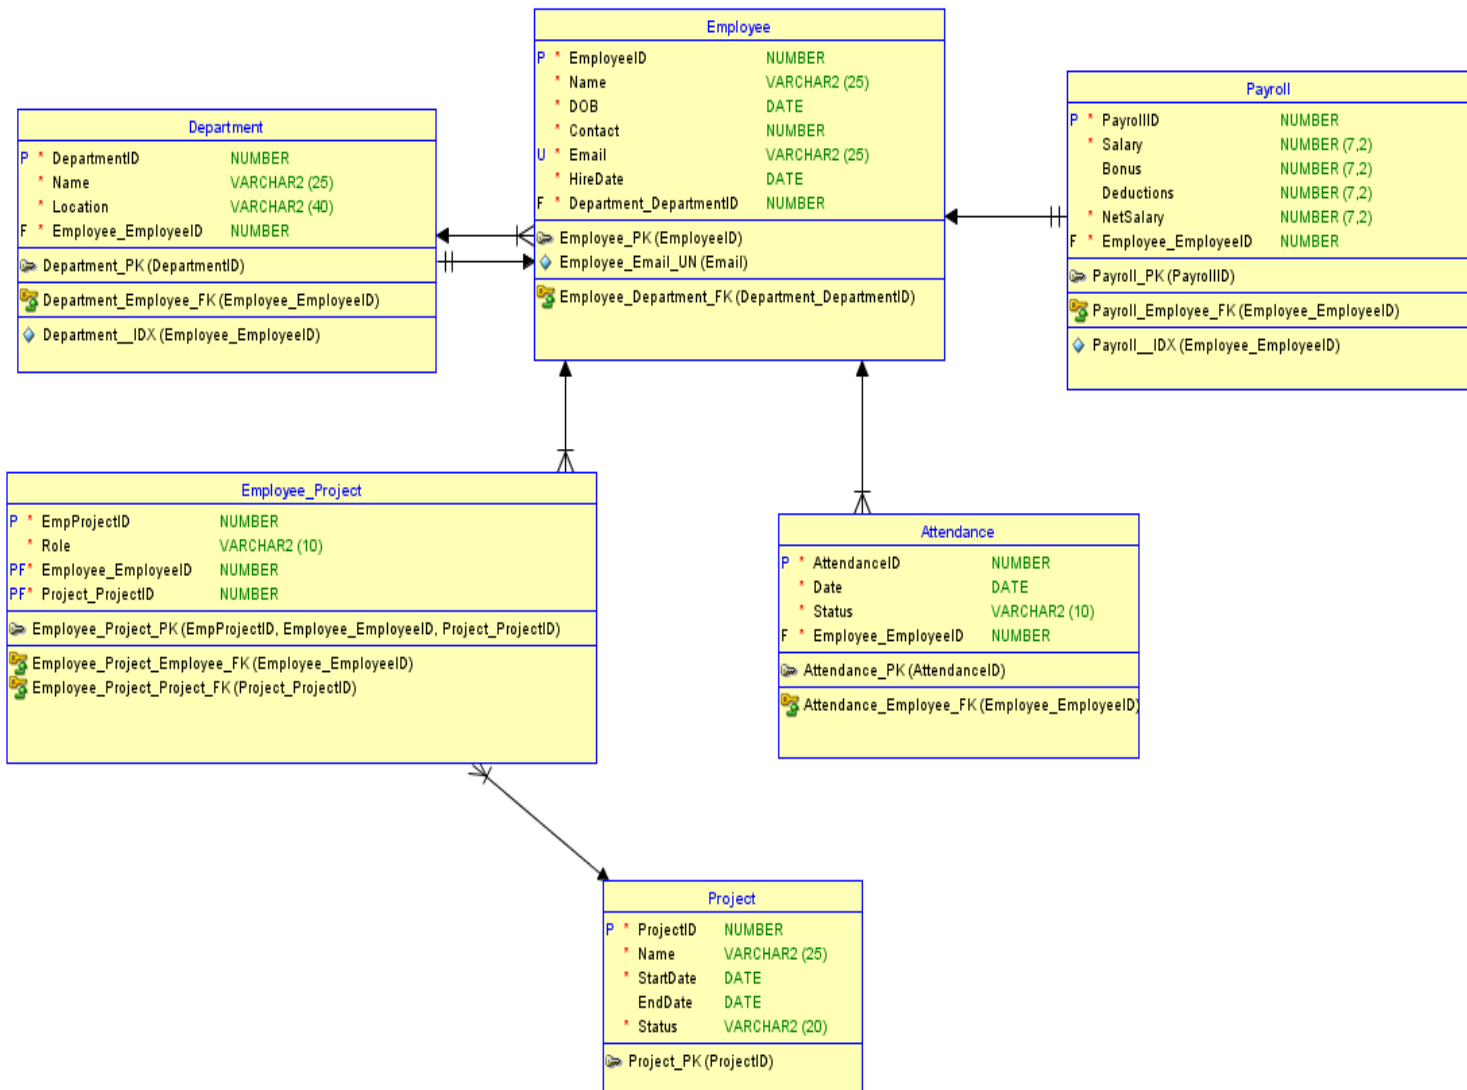 Department
P * DepartmentID NUMBER
* Name VARCHAR2 (25)
* Location VARCHAR2 (40)
F * Employee_EmployeeID NUMBER
Department_PK (DepartmentID)
Department_Employee_FK (Employee_EmployeeID)
Department__IDX (Employee_EmployeeID)
Employee
P * EmployeeID NUMBER
* Name VARCHAR2 (25)
* DOB DATE
* Contact NUMBER
U * Email VARCHAR2 (25)
* HireDate DATE
F * Department_DepartmentID NUMBER
Employee_PK (EmployeeID)
Employee_Email_UN (Email)
Employee_Department_FK (Department_DepartmentID)
Payroll
P * PayrollID NUMBER
* Salary NUMBER (7,2)
Bonus NUMBER (7,2)
Deductions NUMBER (7,2)
* NetSalary NUMBER (7,2)
F * Employee_EmployeeID NUMBER
Payroll_PK (PayrollID)
Payroll_Employee_FK (Employee_EmployeeID)
Payroll__IDX (Employee_EmployeeID)
Employee_Project
P * EmpProjectID NUMBER
* Role VARCHAR2 (10)
PF* Employee_EmployeeID NUMBER
PF* Project_ProjectID NUMBER
Employee_Project_PK (EmpProjectID, Employee_EmployeeID, Project_ProjectID)
Employee_Project_Employee_FK (Employee_EmployeeID)
Employee_Project_Project_FK (Project_ProjectID)
Attendance
P * AttendanceID NUMBER
* Date DATE
* Status VARCHAR2 (10)
F * Employee_EmployeeID NUMBER
Attendance_PK (AttendanceID)
Attendance_Employee_FK (Employee_EmployeeID)
Project
P * ProjectID NUMBER
* Name VARCHAR2 (25)
* StartDate DATE
EndDate DATE
* Status VARCHAR2 (20)
Project_PK (ProjectID)